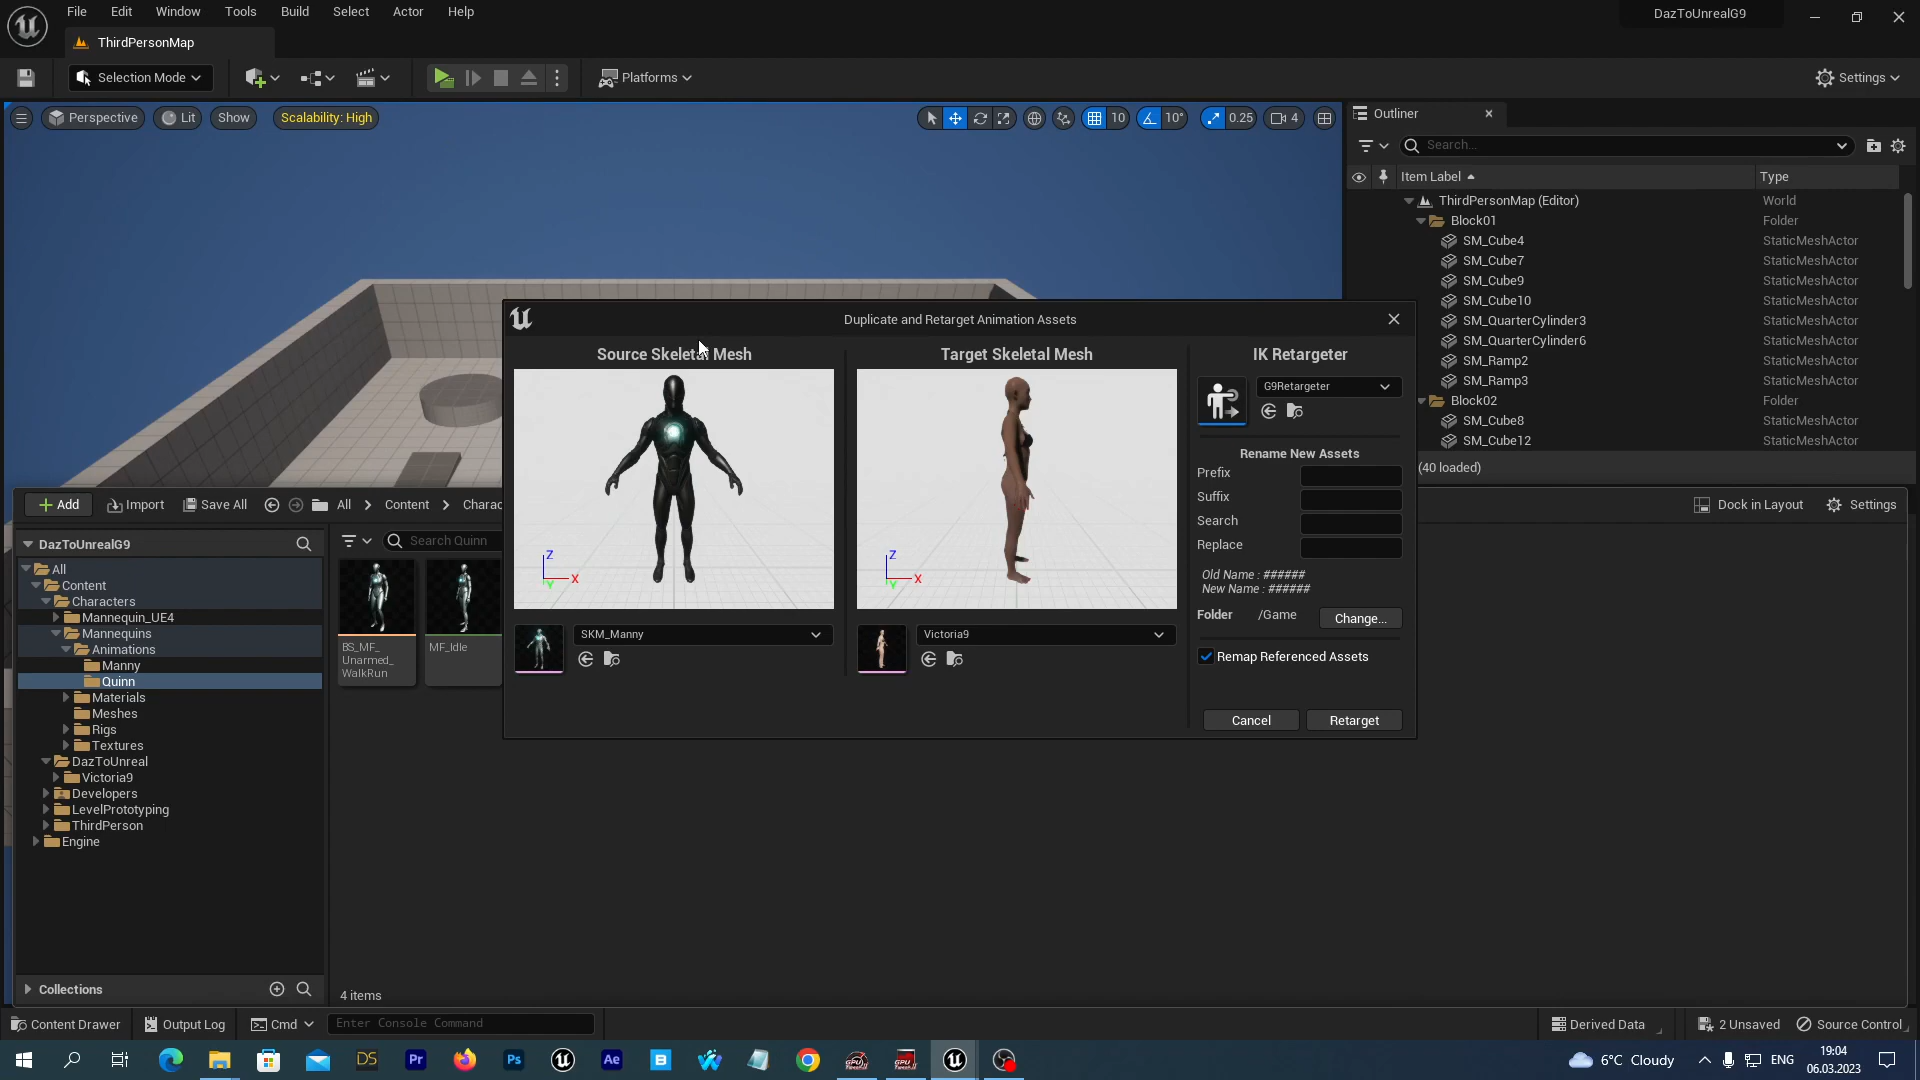 File Edit Window Tools Build Select Actor Help
DazToUnrealG9
ThirdPersonMap
Selection Mode
Platforms
Settings
Perspective Lit Show Scalability: High
10 10° 0.25 4
Outliner
Search...
Item Label Type
ThirdPersonMap (Editor) World
Block01 Folder
SM_Cube4 StaticMeshActor
SM_Cube7 StaticMeshActor
SM_Cube9 StaticMeshActor
SM_Cube10 StaticMeshActor
SM_QuarterCylinder3 StaticMeshActor
SM_QuarterCylinder6 StaticMeshActor
SM_Ramp2 StaticMeshActor
SM_Ramp3 StaticMeshActor
Block02 Folder
SM_Cube8 StaticMeshActor
SM_Cube12 StaticMeshActor
(40 loaded)
Duplicate and Retarget Animation Assets
Source Skeletal Mesh
Target Skeletal Mesh
IK Retargeter
G9Retargeter
Rename New Assets
Prefix
Suffix
Search
Replace
Old Name : ######
New Name : ######
Folder /Game Change...
Remap Referenced Assets
Cancel Retarget
Z
X
Y
Z
X
Y
SKM_Manny
Victoria9
Add Import Save All All Content Charac
Dock in Layout Settings
DazToUnrealG9
Search Quinn
All
Content
Characters
Mannequin_UE4
Mannequins
Animations
Manny
Quinn
Materials
Meshes
Rigs
Textures
DazToUnreal
Victoria9
Developers
LevelPrototyping
ThirdPerson
Engine
BS_MF_
Unarmed_
WalkRun
MF_Idle
Collections
4 items
Content Drawer Output Log Cmd Enter Console Command
Derived Data 2 Unsaved Source Control
DS Pr Ps Ae
6°C Cloudy ENG
19:04
06.03.2023